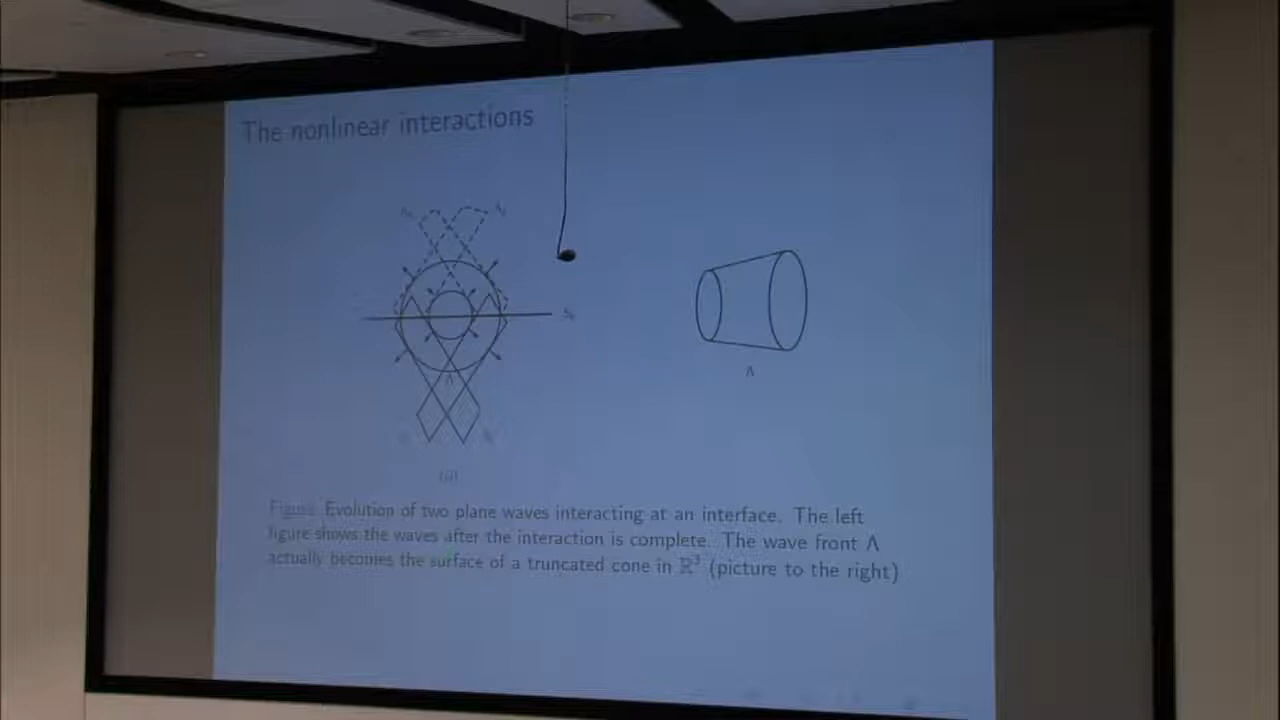 The nonlinear interactions
Λ
Λ
Figure: Evolution of two plane waves interacting at an interface. The left
figure shows the waves after the interaction is complete. The wave front Λ
actually becomes the surface of a truncated cone in ℝ³ (picture to the right)